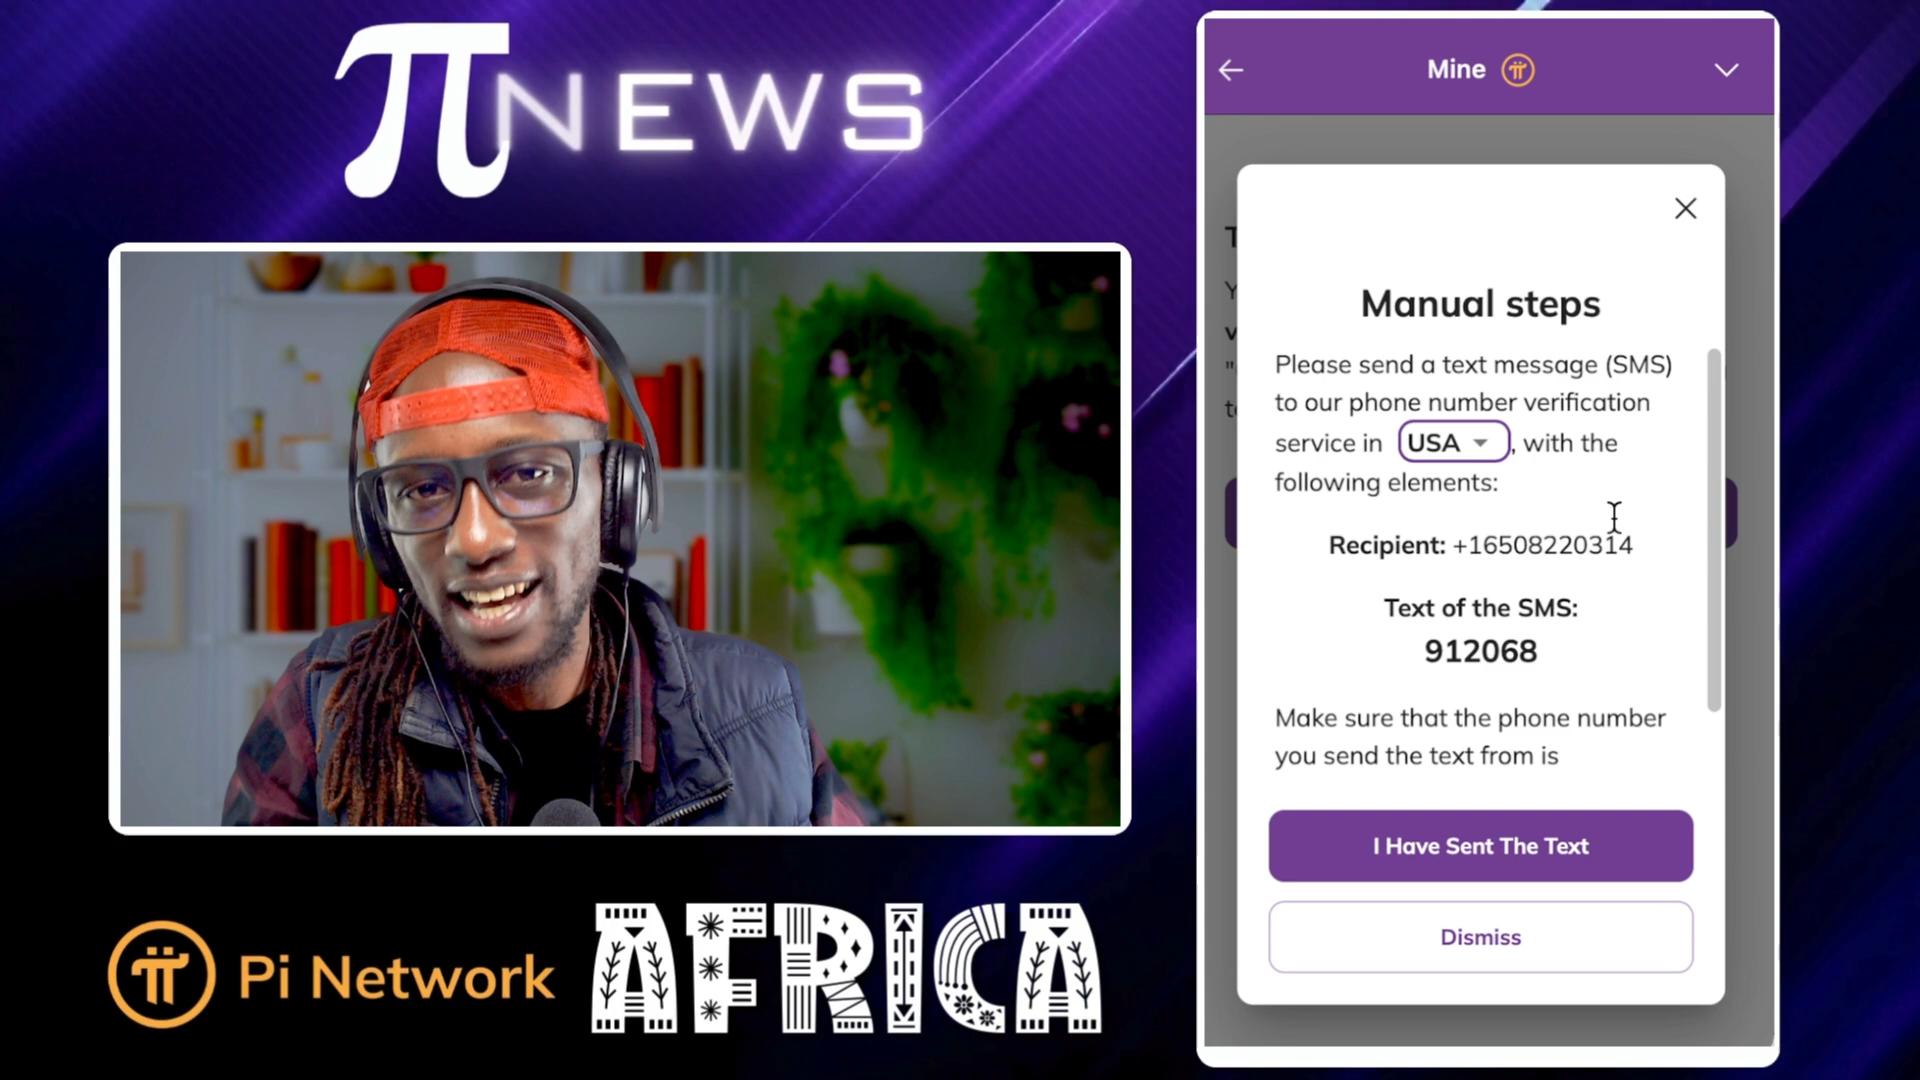 π NEWS
Pi Network
AFRICA
Mine
Manual steps
Please send a text message (SMS)
to our phone number verification
service in USA , with the
following elements:
Recipient: +16508220314
Text of the SMS:
912068
Make sure that the phone number
you send the text from is
I Have Sent The Text
Dismiss